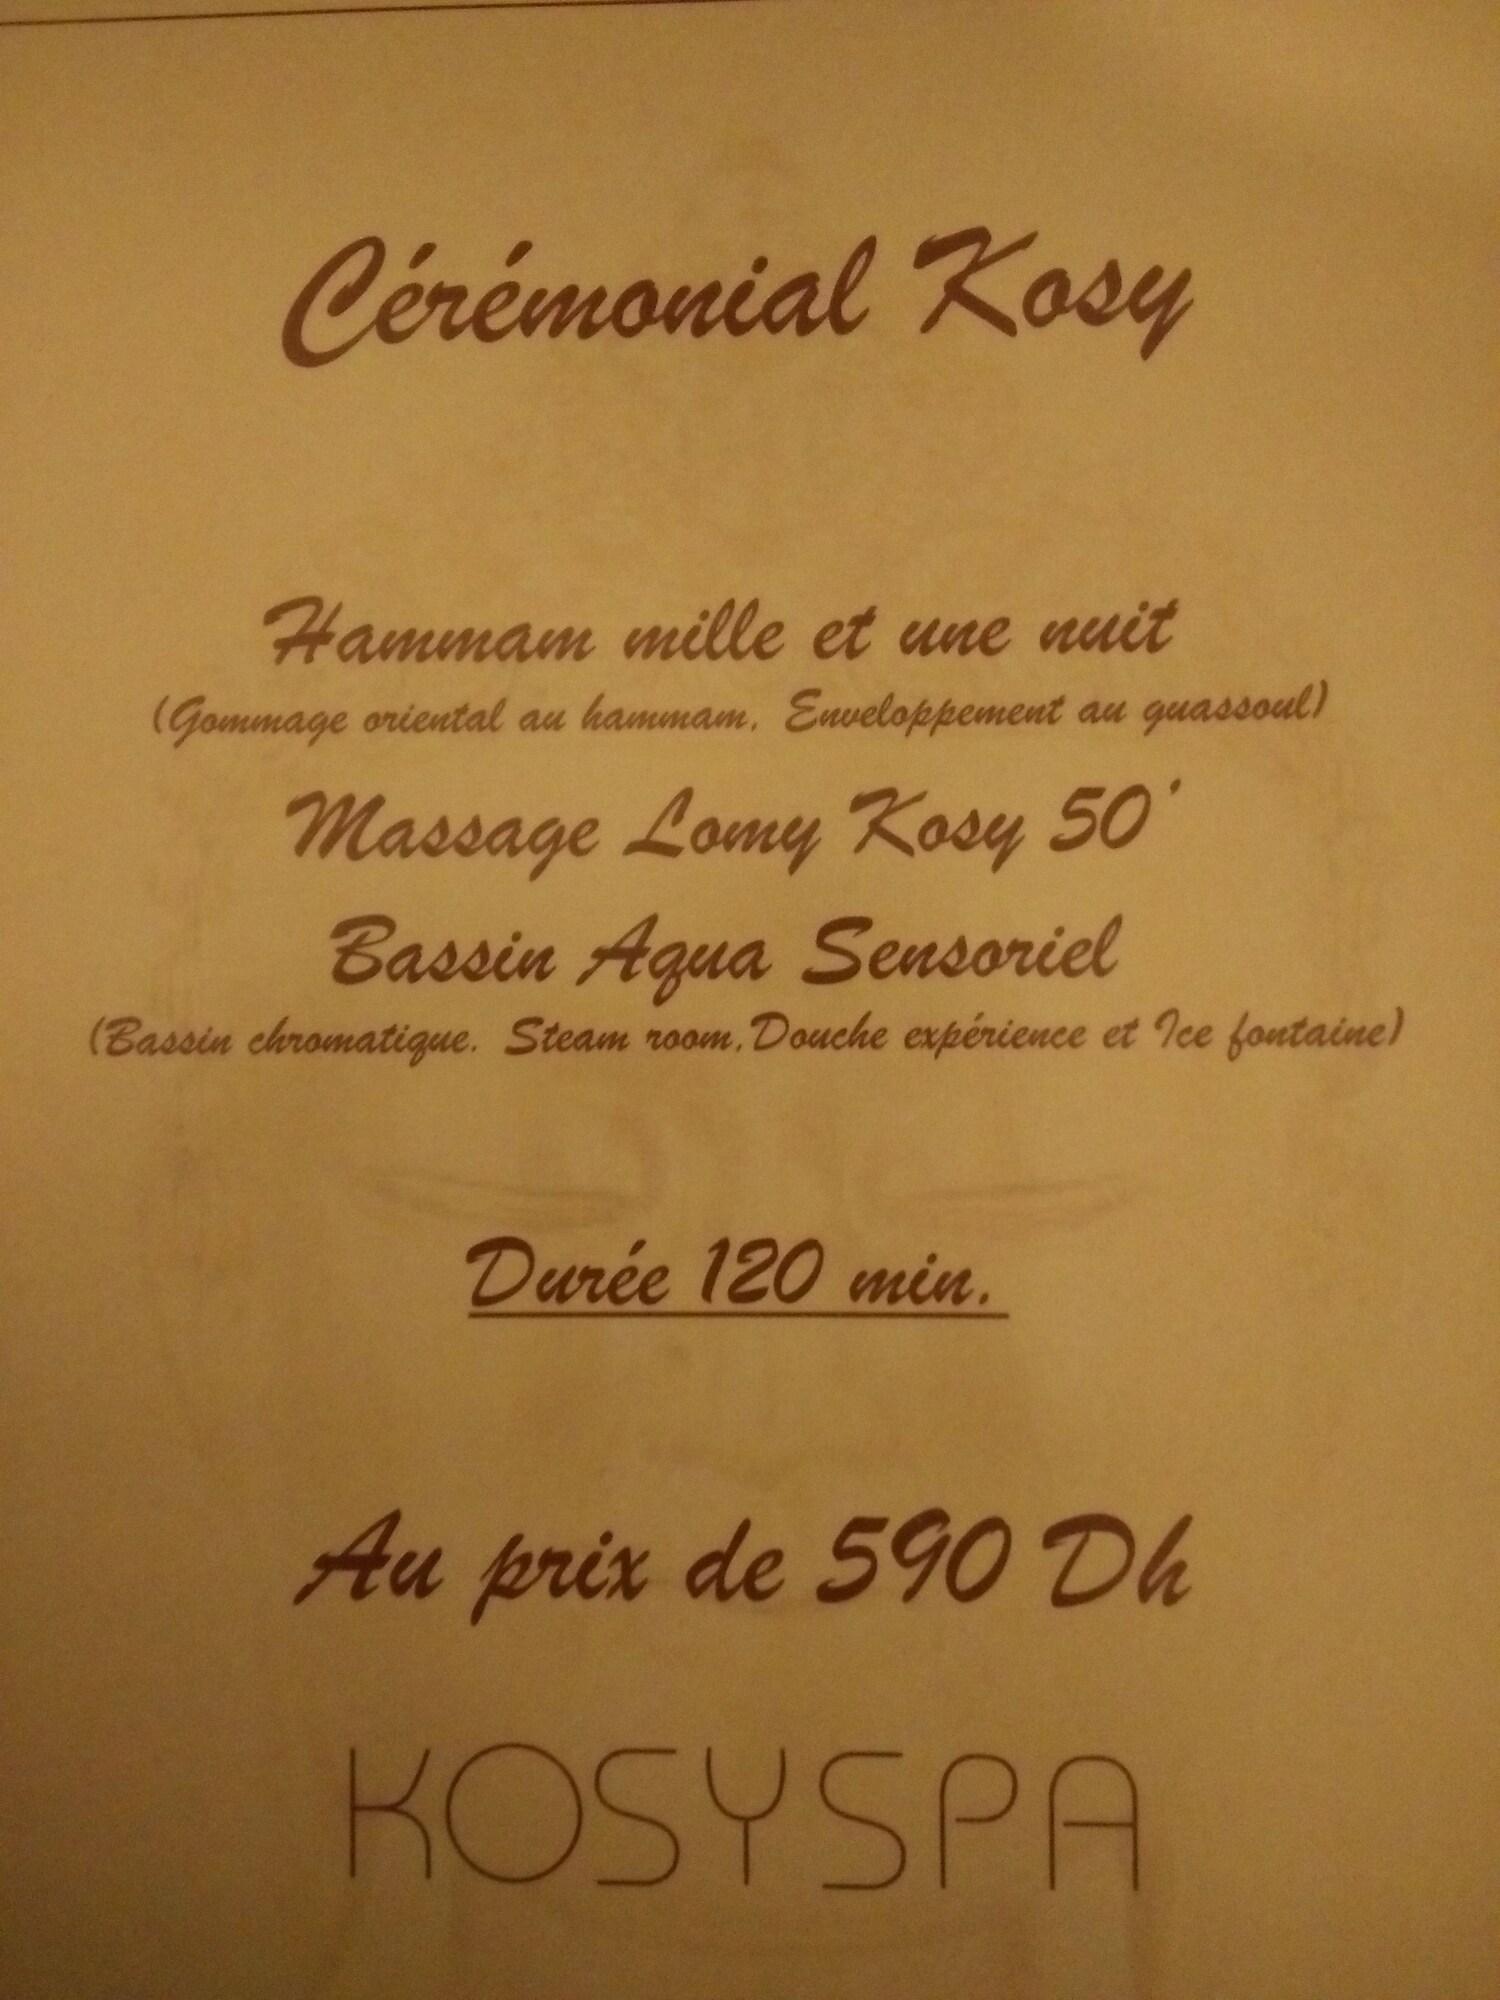 Cérémonial Kosy
Hammam mille et une nuit
(Gommage oriental au hammam, Enveloppement au guassoul)
Massage Lomy Kosy 50'
Bassin Aqua Sensoriel
(Bassin chromatique, Steam room, Douche expérience et Ice fontaine)
Durée 120 min.
Au prix de 590 Dh
KOSYSPA